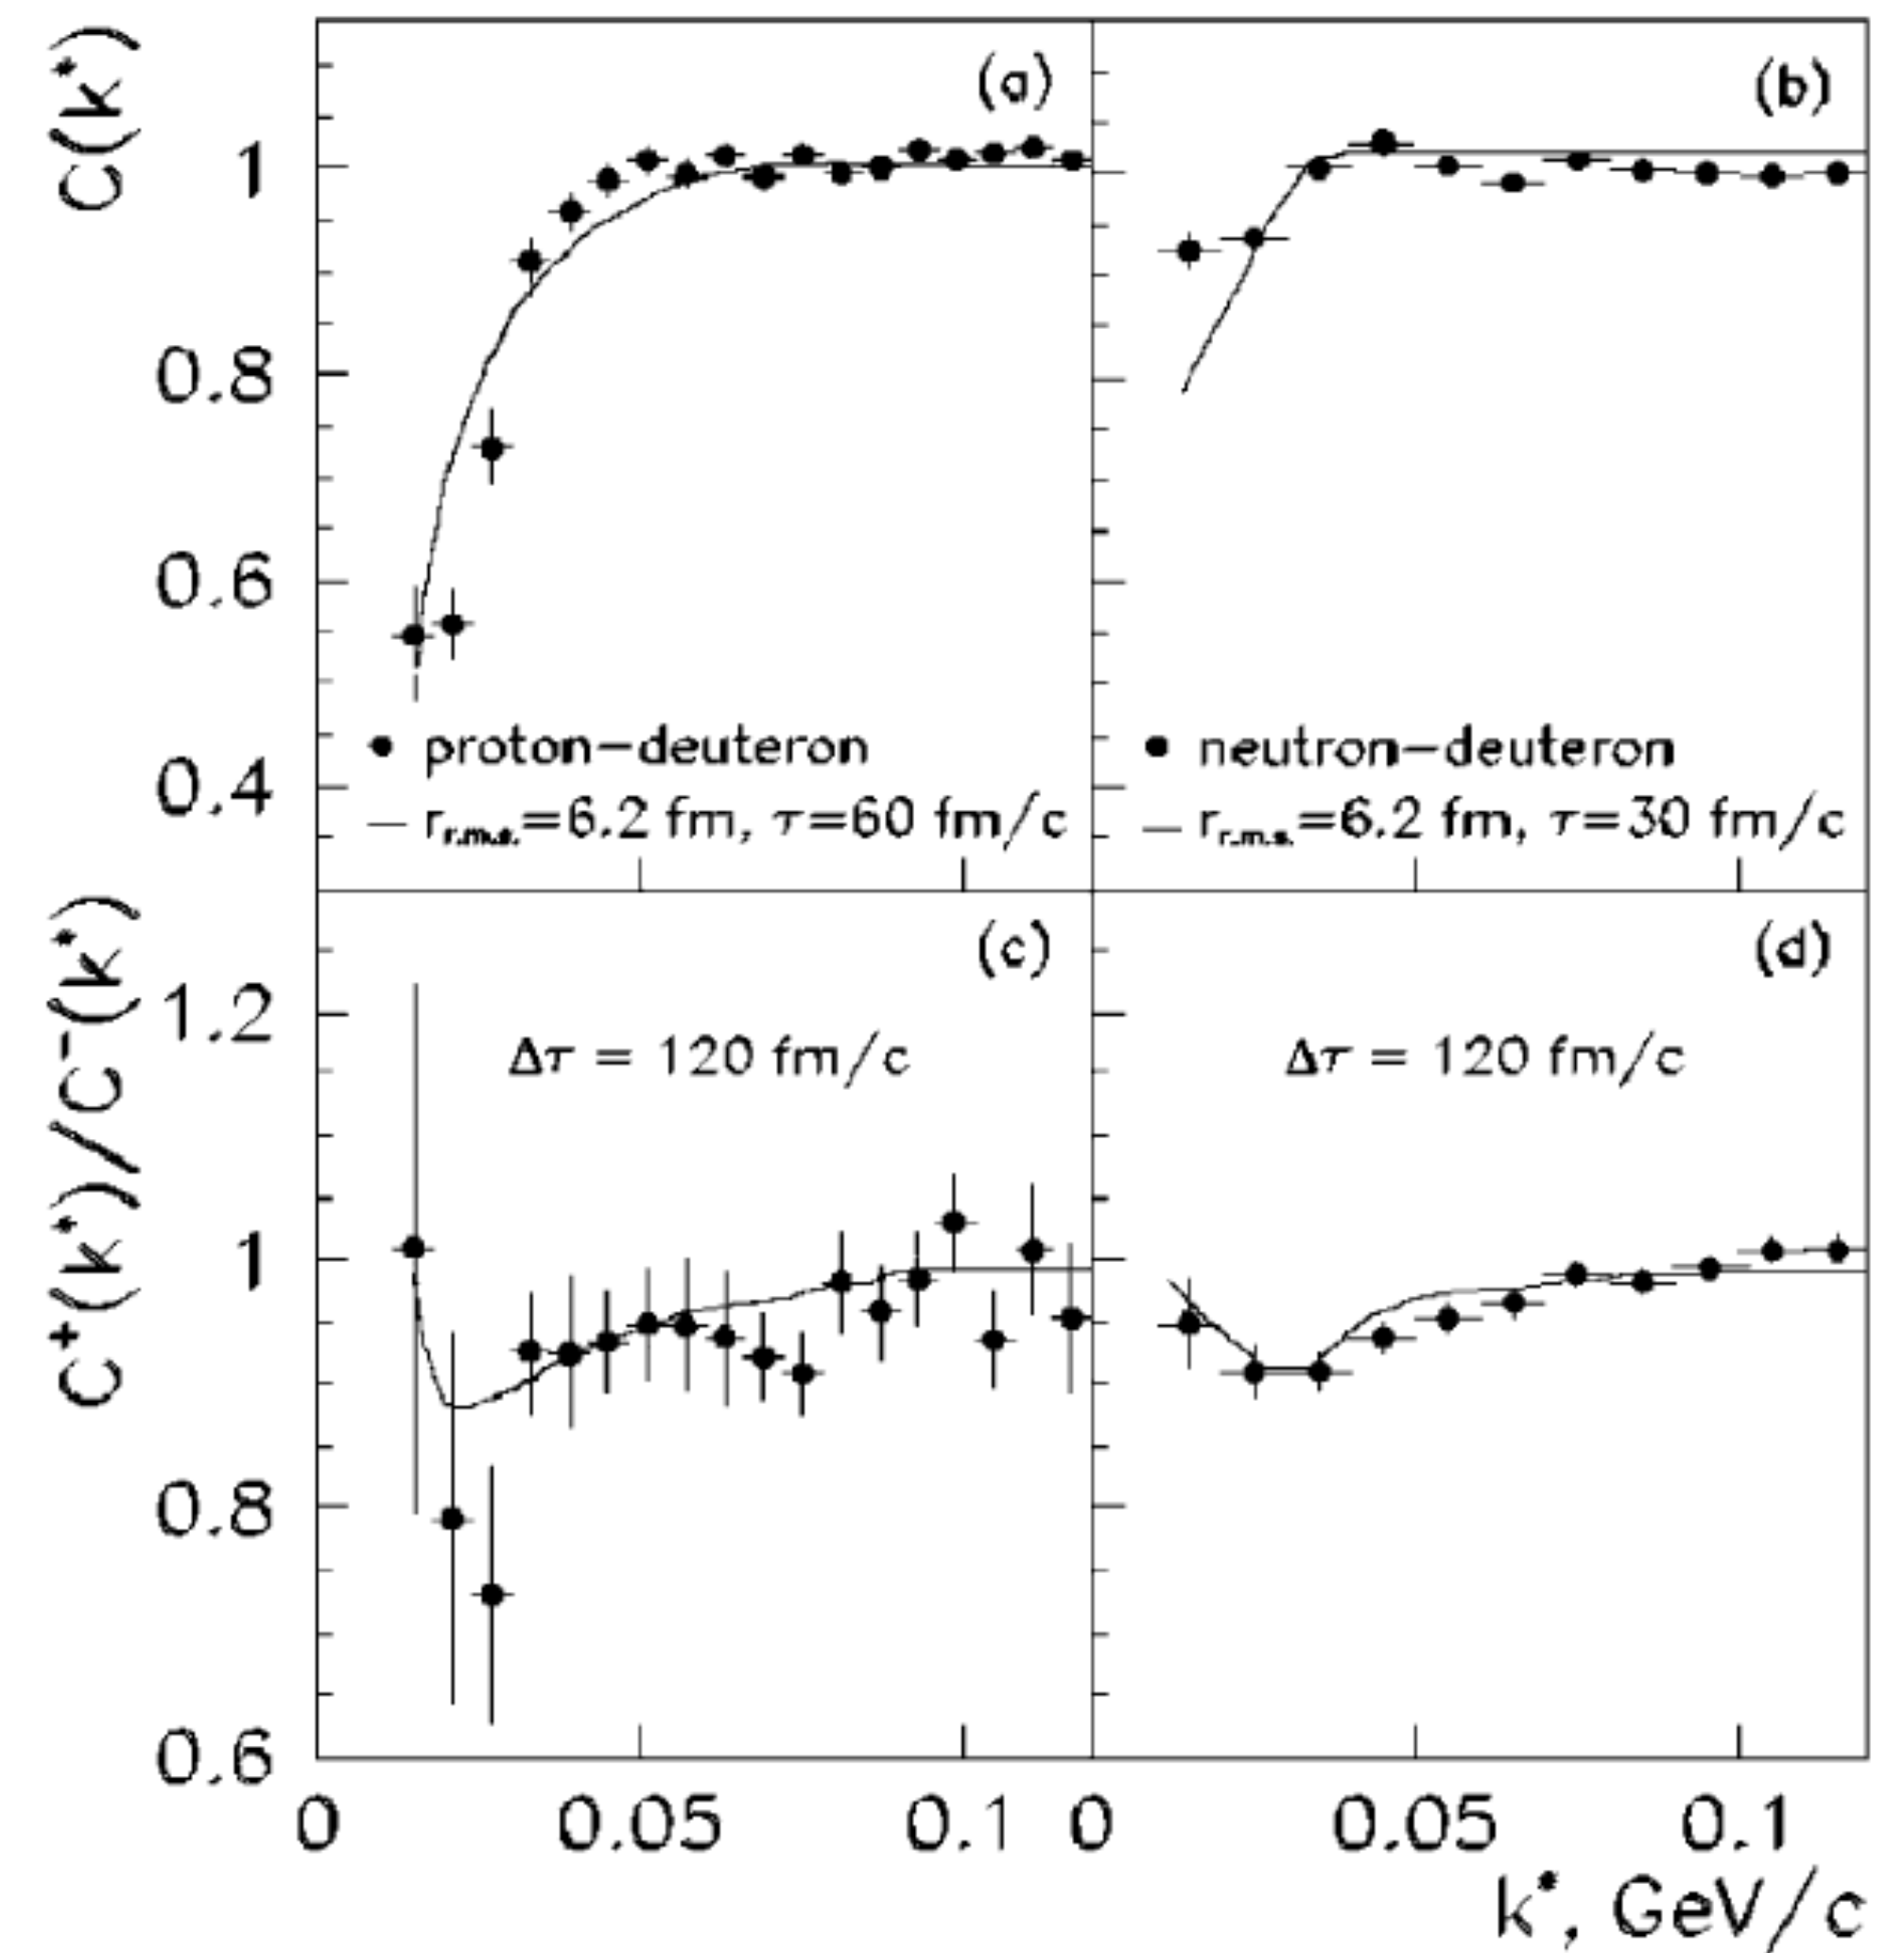 C(k*)
(a)
(b)
1
0.8
0.6
0.4
proton-deuteron
r r.m.s.=6.2 fm, τ=60 fm/c
neutron-deuteron
r r.m.s.=6.2 fm, τ=30 fm/c
C+(k*)/C-(k*)
(c)
(d)
1.2
1
0.8
0.6
Δτ = 120 fm/c
Δτ = 120 fm/c
0 0.05 0.1 0 0.05 0.1
k*, GeV/c